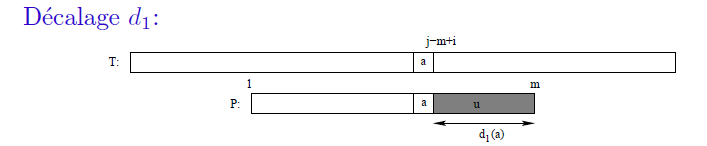 Décalage d₁:
j−m+i
T: a
1 m
P: a u
d₁(a)